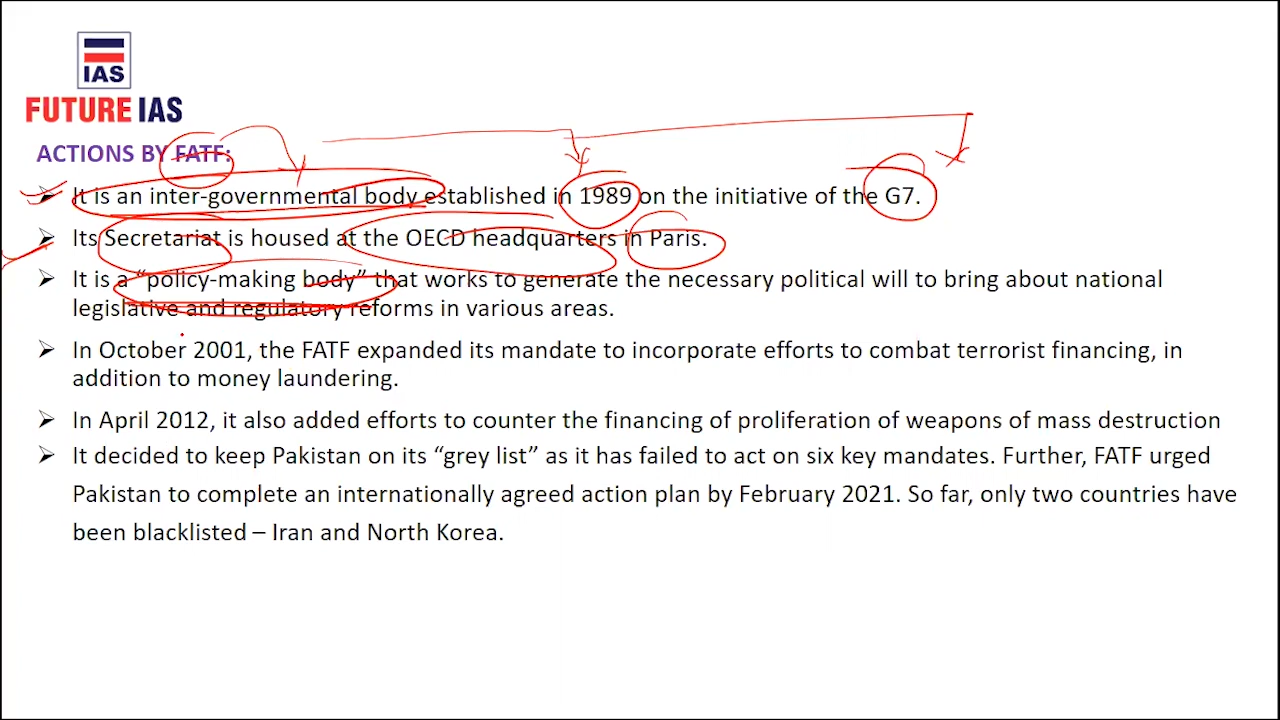 IAS
FUTURE IAS
ACTIONS BY FATF:
➢ It is an inter-governmental body established in 1989 on the initiative of the G7.
➢ Its Secretariat is housed at the OECD headquarters in Paris.
➢ It is a “policy-making body” that works to generate the necessary political will to bring about national
legislative and regulatory reforms in various areas.
➢ In October 2001, the FATF expanded its mandate to incorporate efforts to combat terrorist financing, in
addition to money laundering.
➢ In April 2012, it also added efforts to counter the financing of proliferation of weapons of mass destruction
➢ It decided to keep Pakistan on its “grey list” as it has failed to act on six key mandates. Further, FATF urged
Pakistan to complete an internationally agreed action plan by February 2021. So far, only two countries have
been blacklisted – Iran and North Korea.